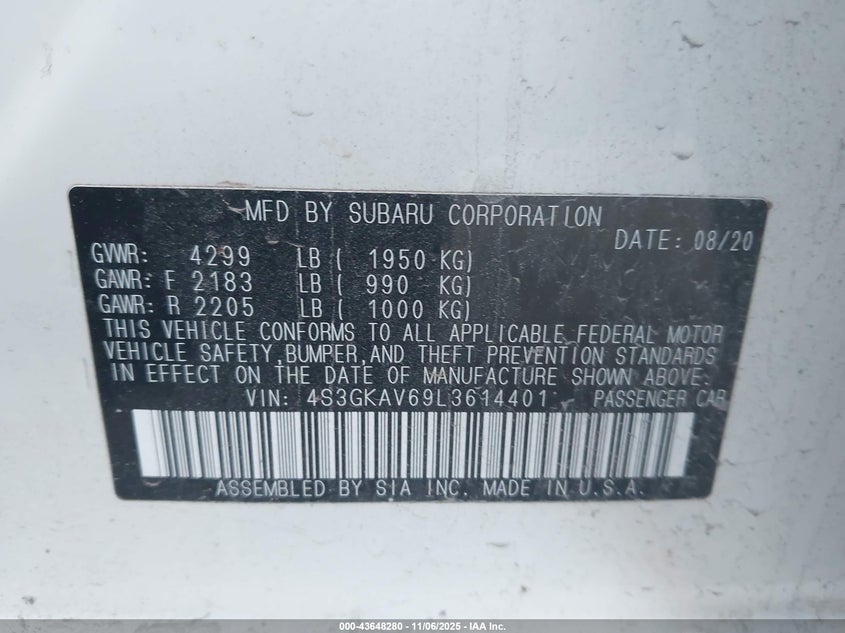 MFD BY SUBARU CORPORATION
DATE: 08/20
GVWR: 4299 LB ( 1950 KG)
GAWR: F 2183 LB ( 990 KG)
GAWR: R 2205 LB ( 1000 KG)
THIS VEHICLE CONFORMS TO ALL APPLICABLE FEDERAL MOTOR
VEHICLE SAFETY, BUMPER, AND THEFT PREVENTION STANDARDS
IN EFFECT ON THE DATE OF MANUFACTURE SHOWN ABOVE.
VIN: 4S3GKAV69L3614401 PASSENGER CAR
ASSEMBLED BY SIA INC. MADE IN U.S.A.
000-43648280 - 11/06/2025 - IAA Inc.